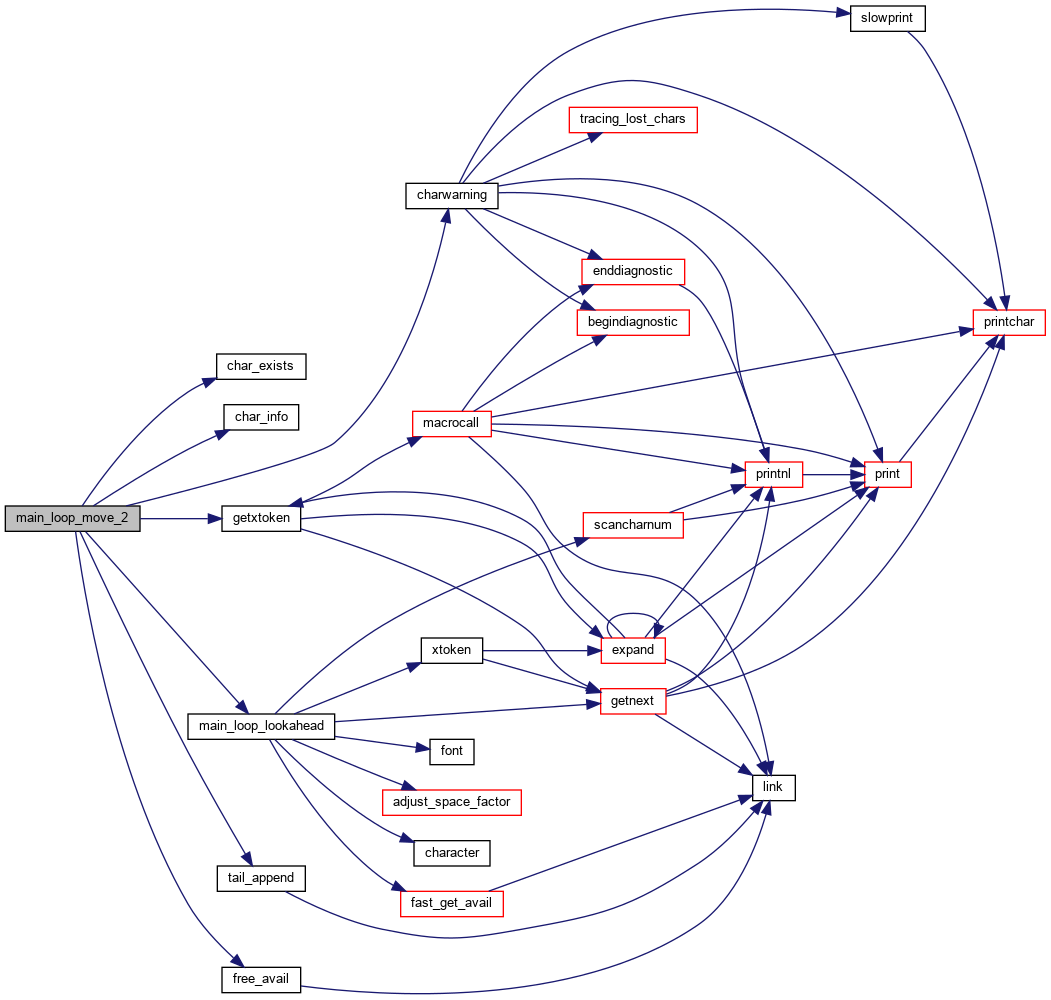 slowprint
tracing_lost_chars
charwarning
enddiagnostic
begindiagnostic
printchar
char_exists
char_info
macrocall
printnl
print
main_loop_move_2
getxtoken
scancharnum
xtoken
expand
getnext
main_loop_lookahead
font
link
adjust_space_factor
character
tail_append
fast_get_avail
free_avail